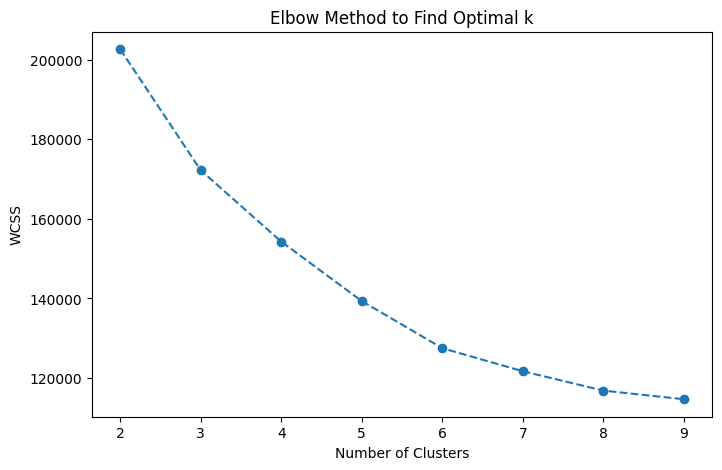 Elbow Method to Find Optimal k
200000
180000
160000
140000
120000
WCSS
2 3 4 5 6 7 8 9
Number of Clusters